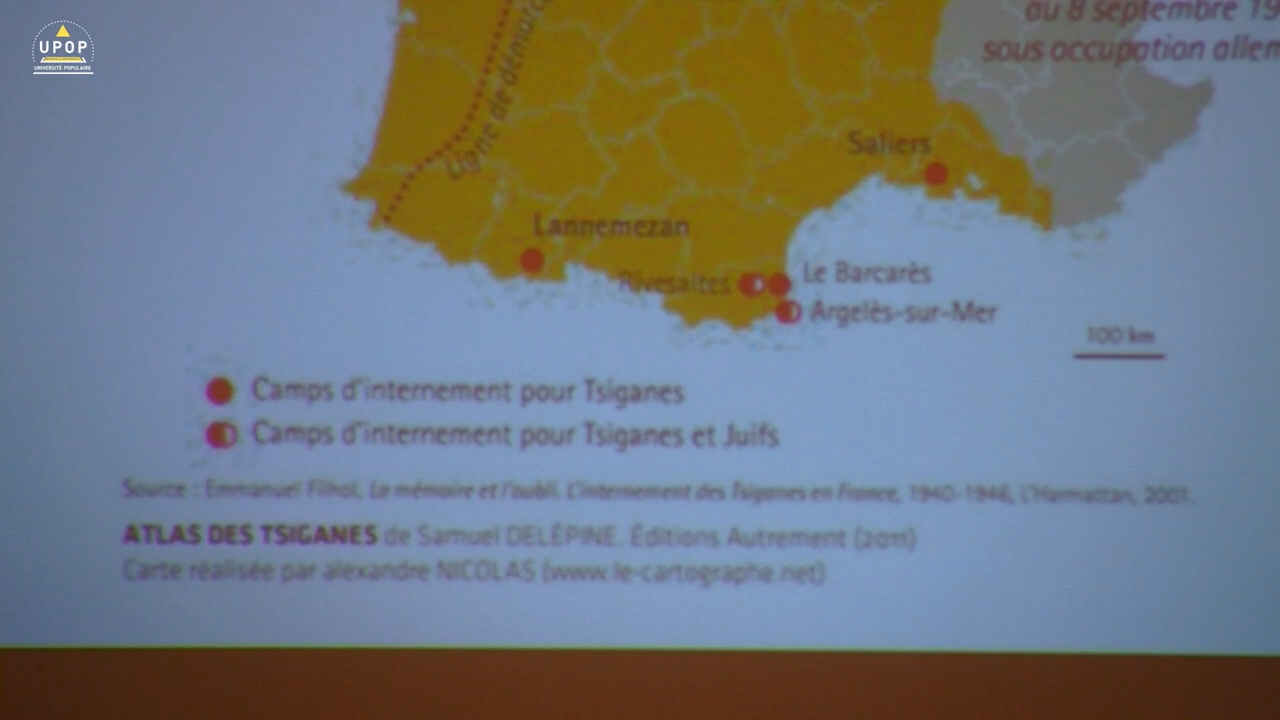 UPOP
UNIVERSITÉ POPULAIRE
au 8 septembre 19
sous occupation allem
Ligne de démarc
Saliers
Lannemezan
Rivesaltes
Le Barcarès
Argelès-sur-Mer
100 km
Camps d'internement pour Tsiganes
Camps d'internement pour Tsiganes et Juifs
Source : Emmanuel Filhol, La mémoire et l'oubli. L'internement des Tsiganes en France, 1940-1946, L'Harmattan, 2001.
ATLAS DES TSIGANES de Samuel DELÉPINE. Éditions Autrement (2011)
Carte réalisée par alexandre NICOLAS (www.le-cartographe.net)